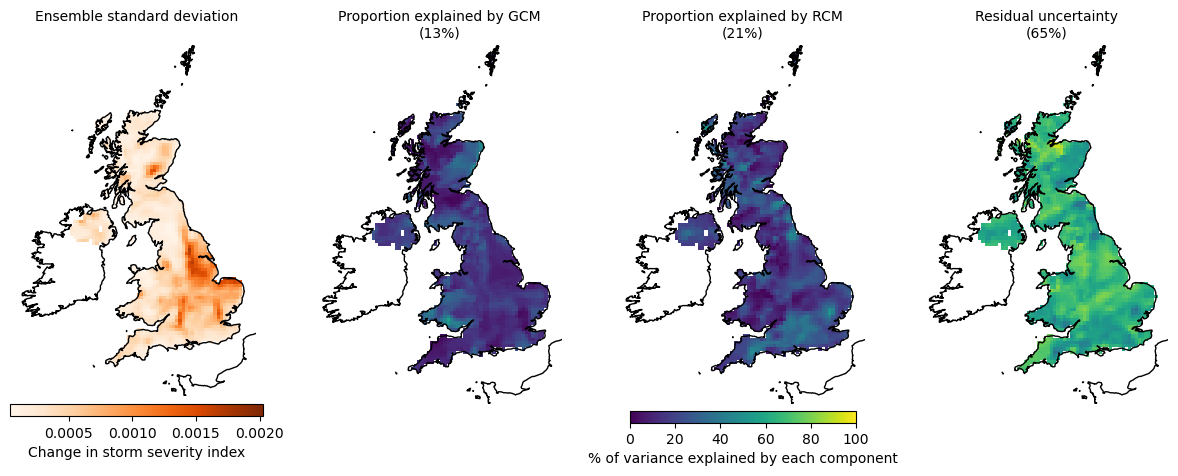 Ensemble standard deviation
Proportion explained by GCM
(13%)
Proportion explained by RCM
(21%)
Residual uncertainty
(65%)
0.0005 0.0010 0.0015 0.0020
Change in storm severity index
0 20 40 60 80 100
% of variance explained by each component